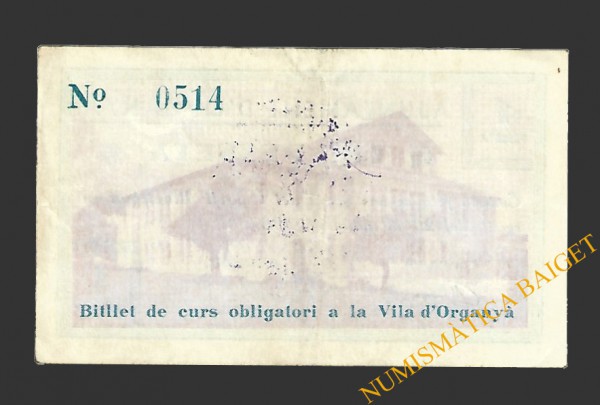 Nº 0514
Bitllet de curs obligatori a la Vila d'Organyà
NUMISMÀTICA BAIGET